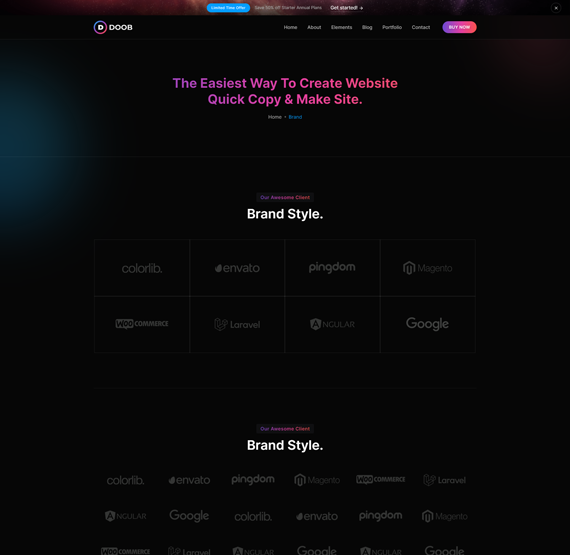 Limited Time Offer Save 50% off Starter Annual Plans Get started!
DOOB Home About Elements Blog Portfolio Contact BUY NOW
The Easiest Way To Create Website
Quick Copy & Make Site.
Home - Brand
Our Awesome Client
Brand Style.
colorlib. envato pingdom Magento
WOOCOMMERCE Laravel ANGULAR Google
Our Awesome Client
Brand Style.
colorlib. envato pingdom Magento WOOCOMMERCE Laravel
ANGULAR Google colorlib. envato pingdom Magento
WOOCOMMERCE Laravel ANGULAR Google ANGULAR Google